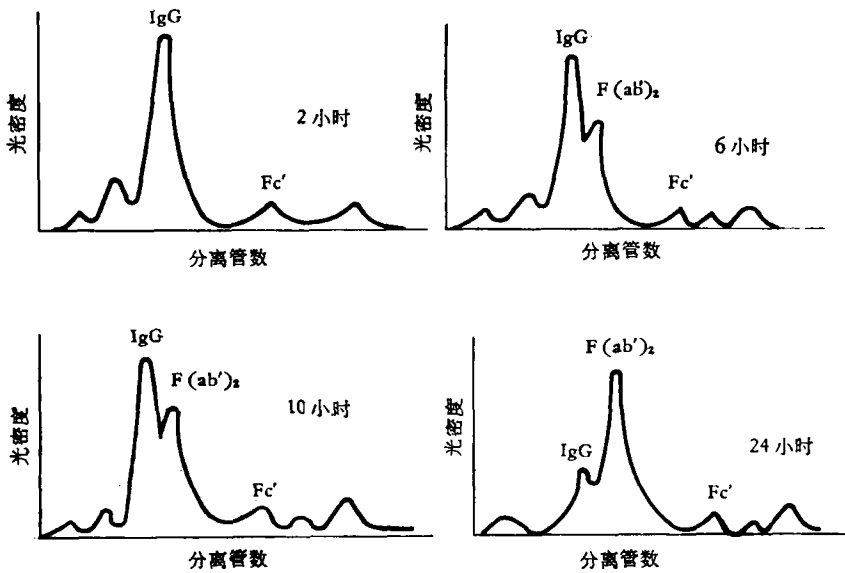 IgG
Fc′
2 小时
光密度
分离管数
IgG
F (ab′)₂
Fc′
6 小时
光密度
分离管数
IgG
F (ab′)₂
Fc′
10 小时
光密度
分离管数
F (ab′)₂
IgG
Fc′
24 小时
光密度
分离管数